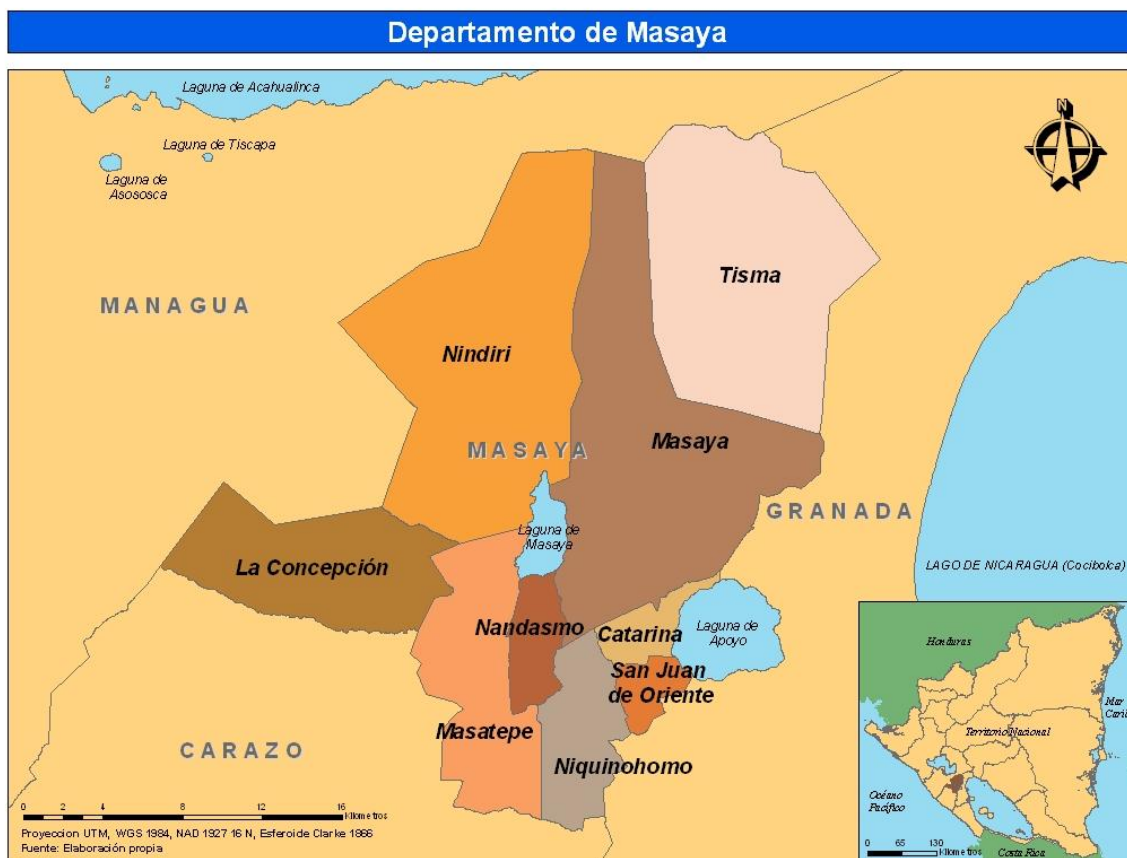 Departamento de Masaya
Laguna de Acahualinca
N
Laguna de Tiscapa
Laguna de
Asososca
Tisma
MANAGUA
Nindiri
MASAYA
Masaya
GRANADA
Laguna de
Masaya
La Concepción
LAGO DE NICARAGUA (Cocibolca)
Nandasmo
Catarina
Laguna de
Apoyo
San Juan
de Oriente
Masatepe
CARAZO
Niquinohomo
Honduras
Mar
Territorio Nacional
Océano
Pacífico
Costa Rica
0 65 130
Kilometros
0 2 4 8 12 16
Kilometros
Proyeccion UTM, WGS 1984, NAD 1927 16 N, Esferoide Clarke 1866
Fuente: Elaboración propia